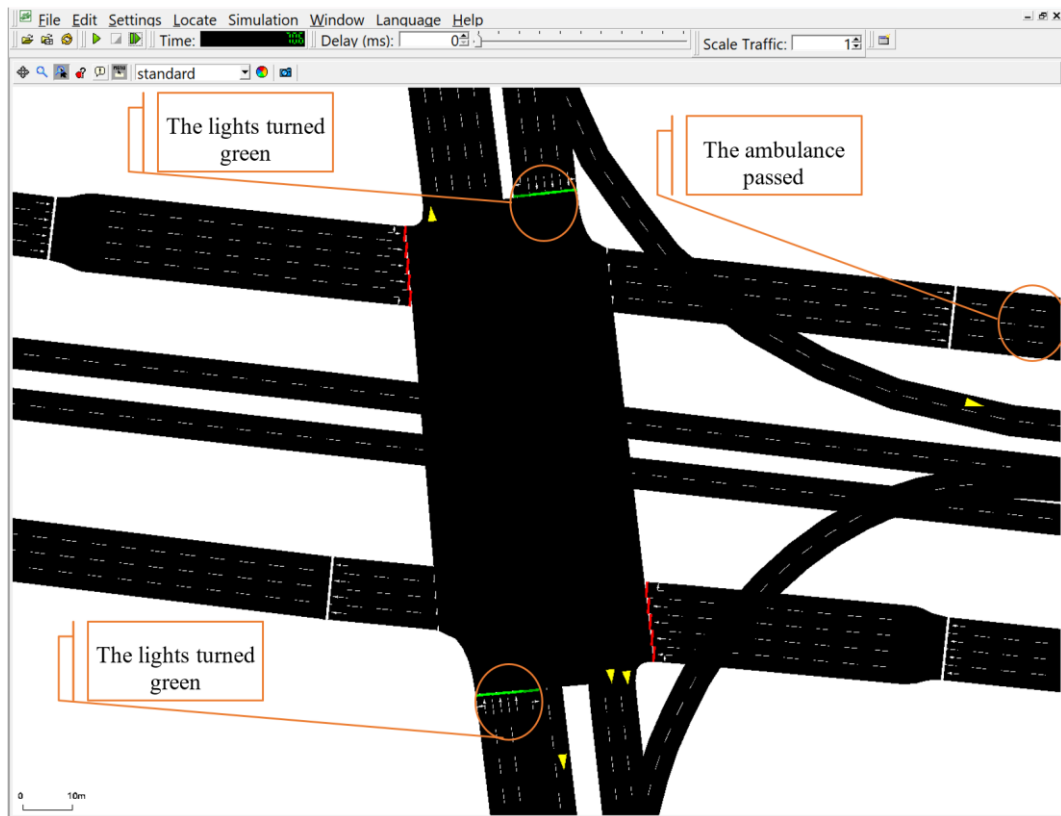 File Edit Settings Locate Simulation Window Language Help
Time: Delay (ms): 0 Scale Traffic: 1
standard
The lights turned
green
The ambulance
passed
The lights turned
green
0 10m